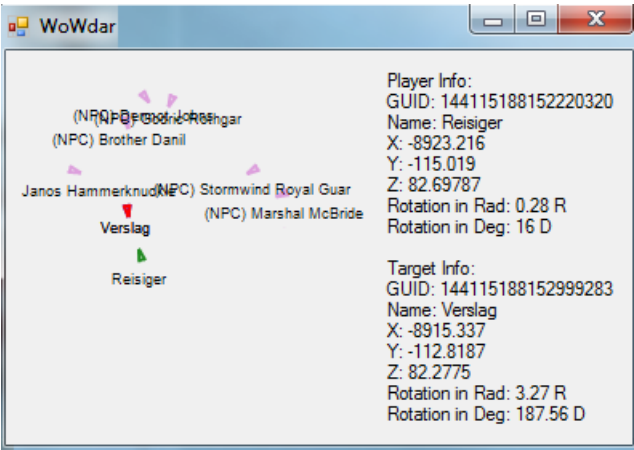 WoWdar
(NPC) Brother Danil
(NPC) Stormwind Royal Guar
(NPC) Marshal McBride
Verslag
Reisiger
Player Info:
GUID: 144115188152220320
Name: Reisiger
X: -8923.216
Y: -115.019
Z: 82.69787
Rotation in Rad: 0.28 R
Rotation in Deg: 16 D
Target Info:
GUID: 144115188152999283
Name: Verslag
X: -8915.337
Y: -112.8187
Z: 82.2775
Rotation in Rad: 3.27 R
Rotation in Deg: 187.56 D